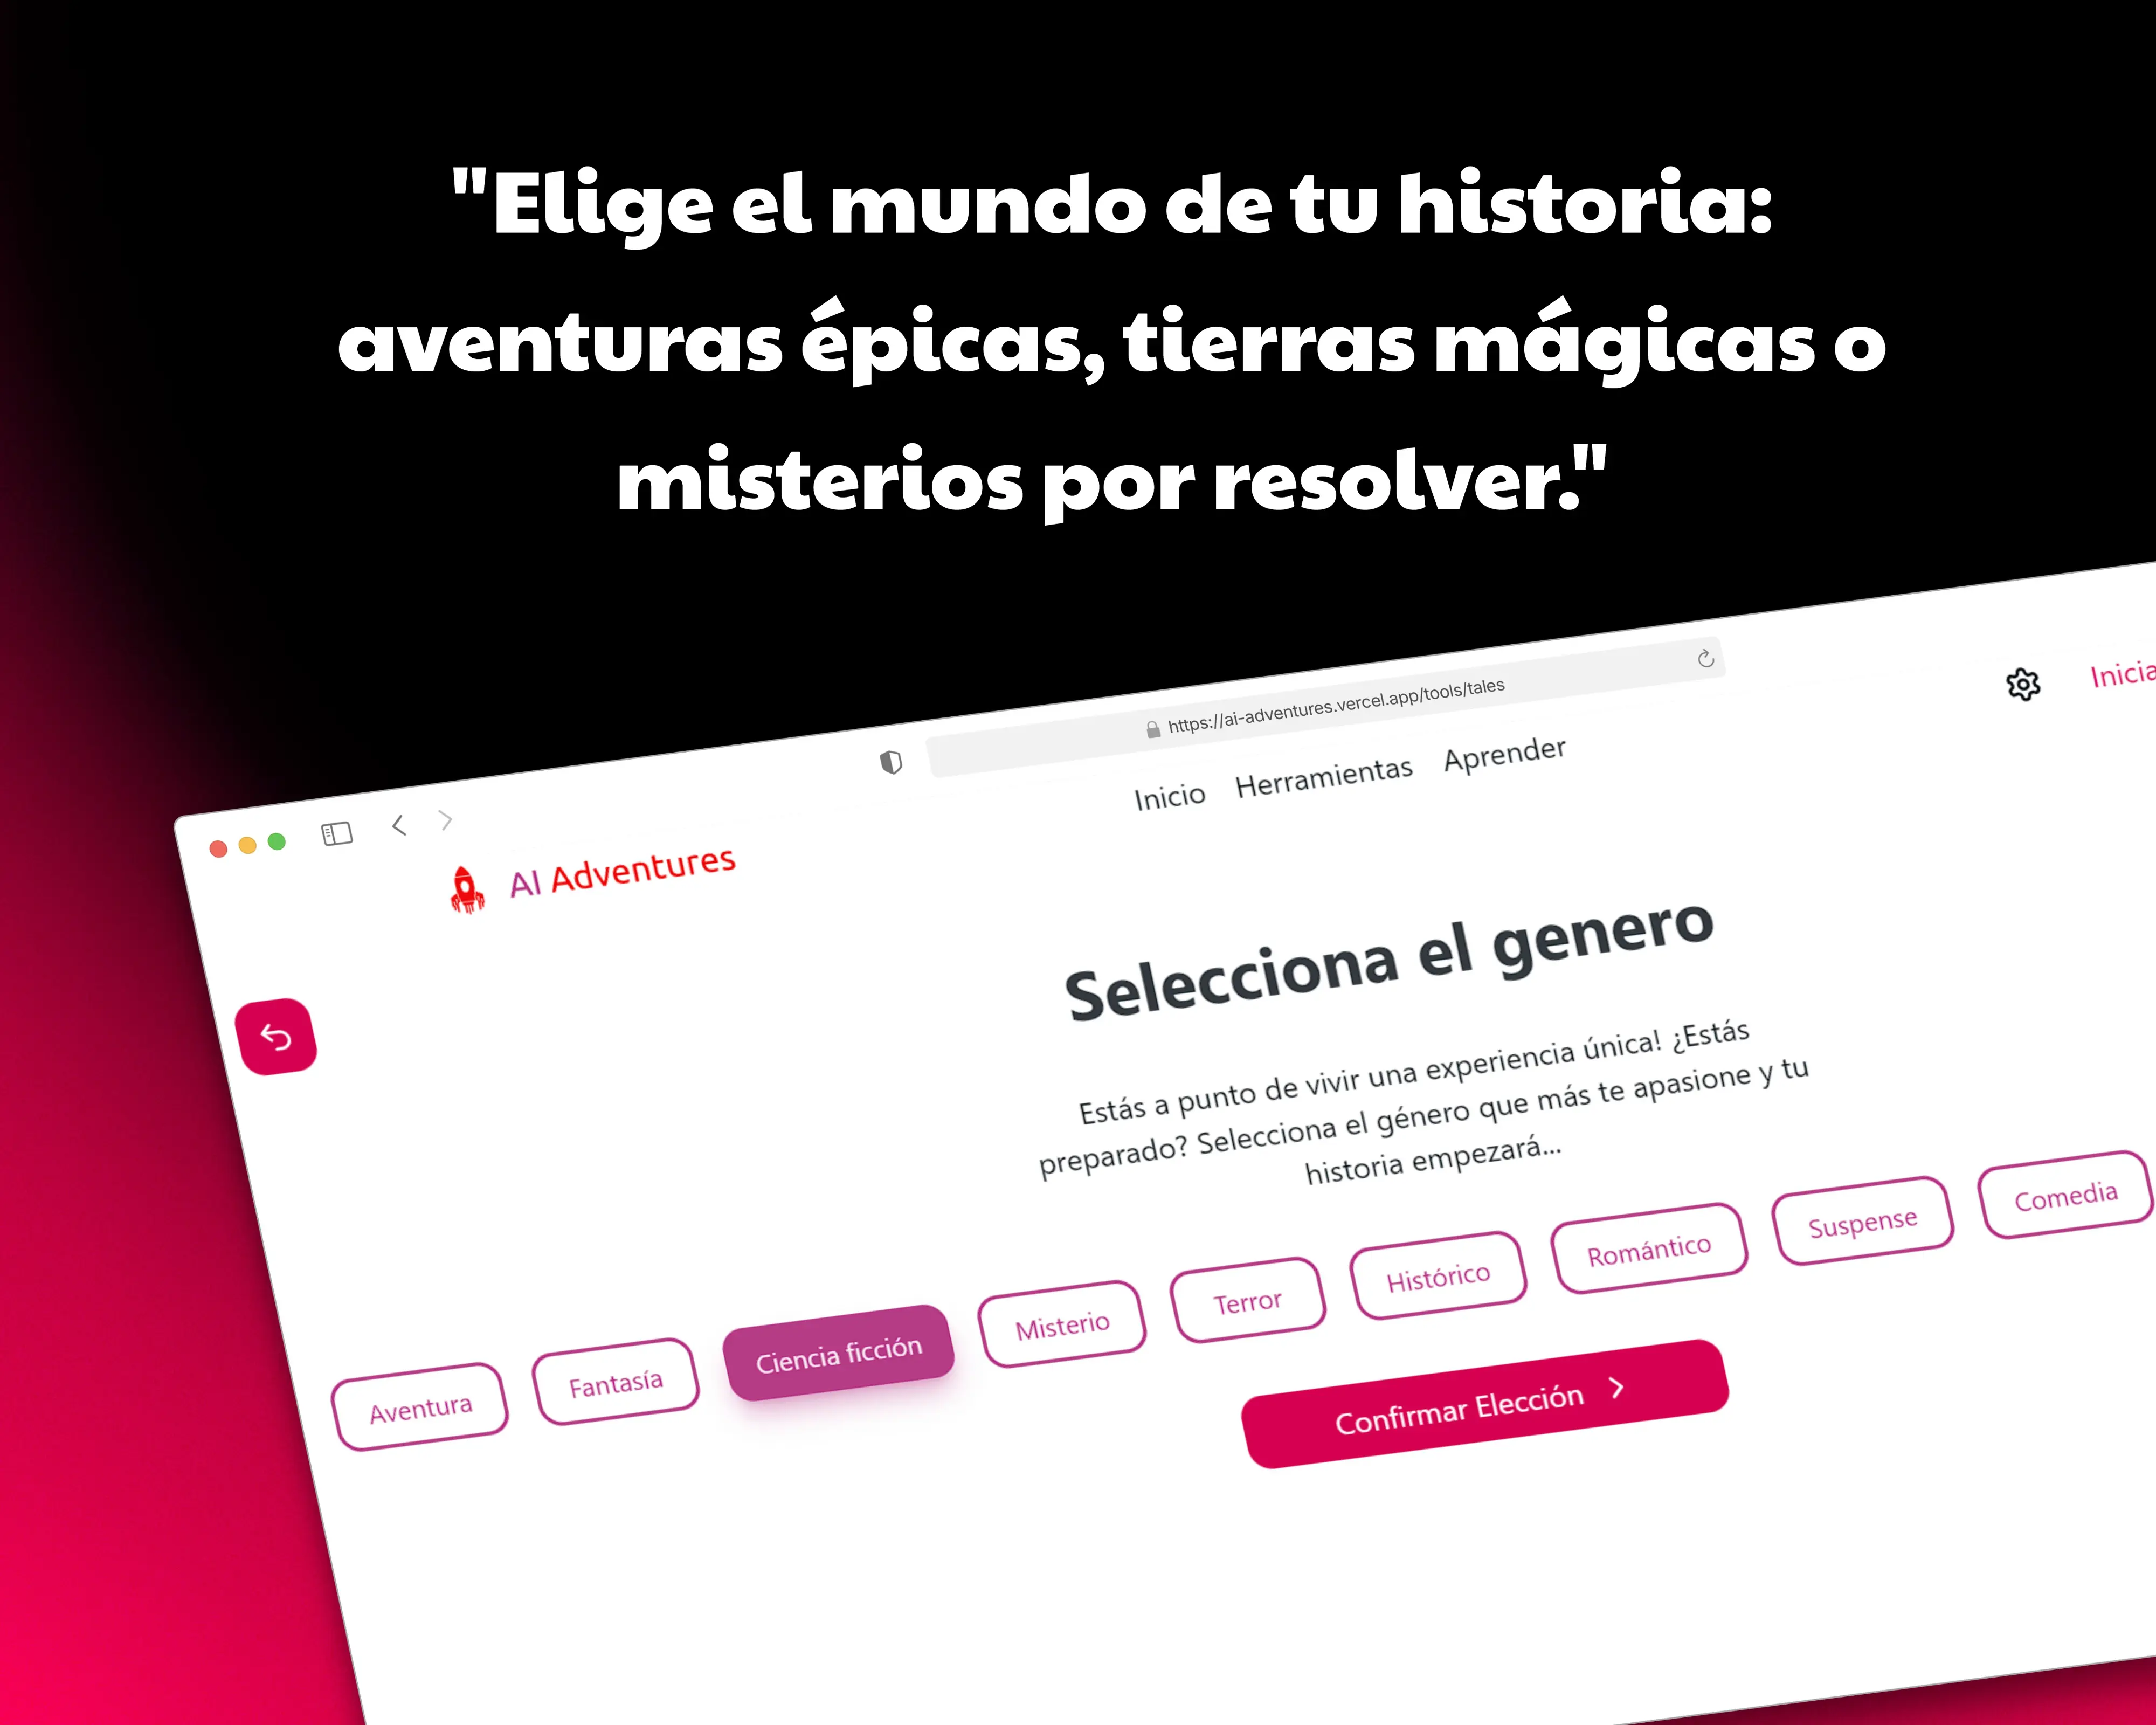 "Elige el mundo de tu historia:
aventuras épicas, tierras mágicas o
misterios por resolver."
https://ai-adventures.vercel.app/tools/tales
Inicio Herramientas Aprender
Inicia
AI Adventures
Selecciona el genero
Estás a punto de vivir una experiencia única! ¿Estás
preparado? Selecciona el género que más te apasione y tu
historia empezará...
Aventura
Fantasía
Ciencia ficción
Misterio
Terror
Histórico
Romántico
Suspense
Comedia
Confirmar Elección